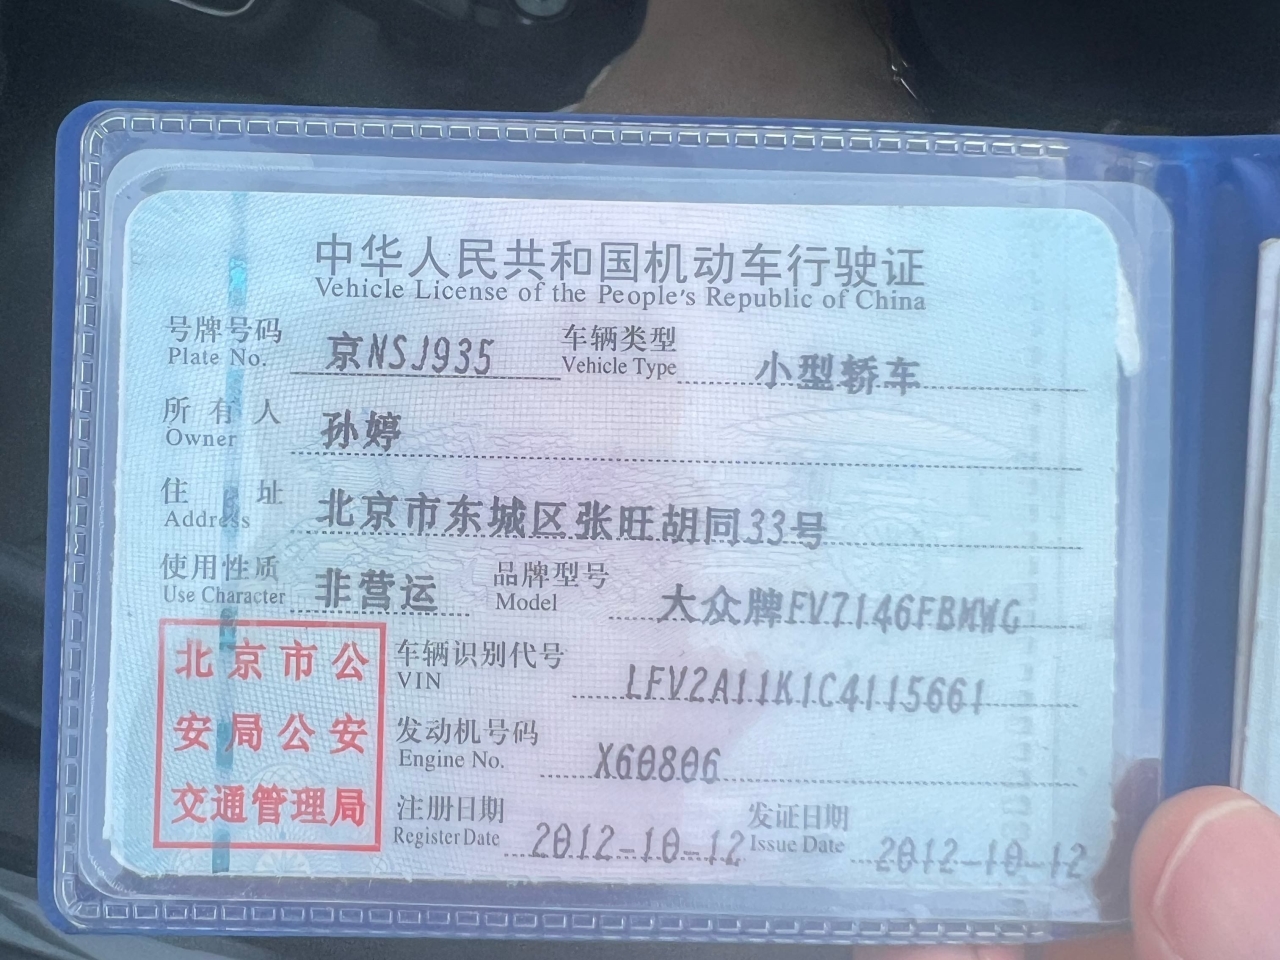 中华人民共和国机动车行驶证
Vehicle License of the People's Republic of China
号牌号码 京NSJ935 车辆类型 小型轿车
Plate No. Vehicle Type
所有人 孙婷
Owner
住址 北京市东城区张旺胡同33号
Address
使用性质 非营运 品牌型号 大众牌FV7146FBMWG
Use Character Model
北京市公
安局公安
交通管理局
车辆识别代号 LFV2A11K1C4115661
VIN
发动机号码 X60806
Engine No.
注册日期 2012-10-12 发证日期 2012-10-12
Register Date Issue Date